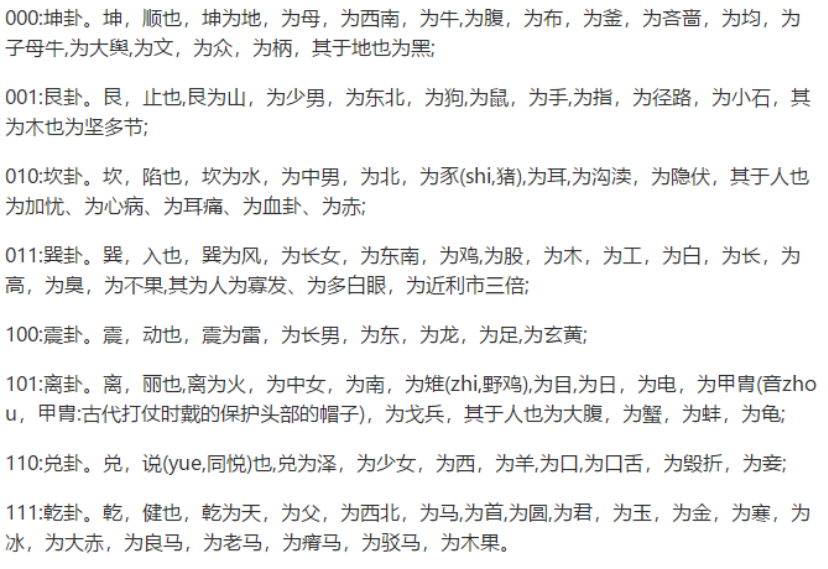 000:坤卦。坤，顺也，坤为地，为母，为西南，为牛,为腹，为布，为釜，为吝啬，为均，为
子母牛,为大舆,为文，为众，为柄，其于地也为黑;
001:艮卦。艮，止也,艮为山，为少男，为东北，为狗,为鼠，为手,为指，为径路，为小石，其
为木也为坚多节;
010:坎卦。坎，陷也，坎为水，为中男，为北，为豕(shi,猪),为耳,为沟渎，为隐伏，其于人也
为加忧、为心病、为耳痛、为血卦、为赤;
011:巽卦。巽，入也，巽为风，为长女，为东南，为鸡,为股，为木，为工，为白，为长，为
高，为臭，为不果,其为人为寡发、为多白眼，为近利市三倍;
100:震卦。震，动也，震为雷，为长男，为东，为龙，为足,为玄黄;
101:离卦。离，丽也,离为火，为中女，为南，为雉(zhi,野鸡),为目,为日，为电，为甲胄(音zho
u，甲胄:古代打仗时戴的保护头部的帽子)，为戈兵，其于人也为大腹，为蟹，为蚌，为龟;
110:兑卦。兑，说(yue,同悦)也,兑为泽，为少女，为西，为羊,为口,为口舌，为毁折，为妾;
111:乾卦。乾，健也，乾为天，为父，为西北，为马,为首,为圆,为君，为玉，为金，为寒，为
冰，为大赤，为良马，为老马，为瘠马，为驳马，为木果。